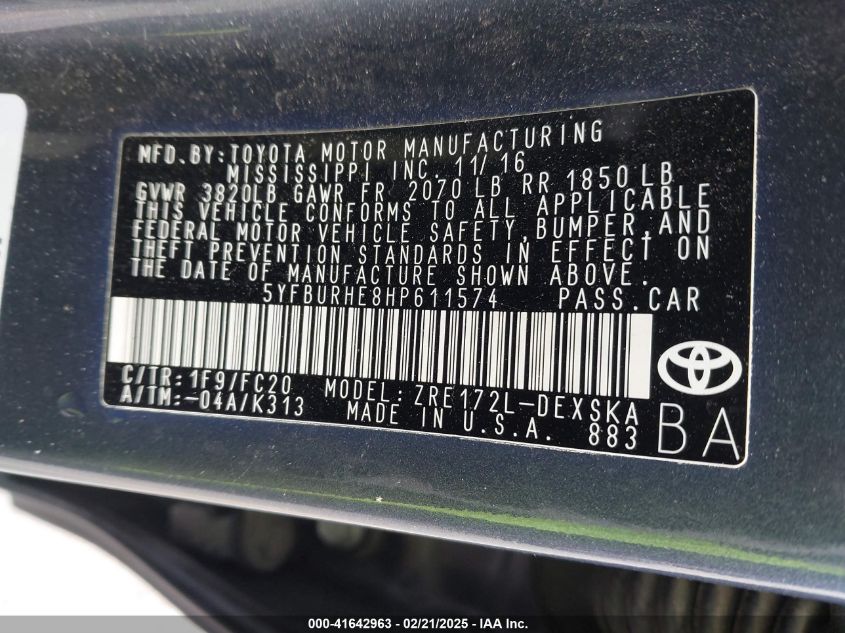 MFD.BY:TOYOTA MOTOR MANUFACTURING
MISSISSIPPI INC. 11/16
GVWR 3820LB GAWR FR 2070 LB RR 1850 LB
THIS VEHICLE CONFORMS TO ALL APPLICABLE
FEDERAL MOTOR VEHICLE SAFETY, BUMPER, AND
THEFT PREVENTION STANDARDS IN EFFECT ON
THE DATE OF MANUFACTURE SHOWN ABOVE.
5YFBURHE8HP611574 PASS.CAR
C/TR:1F9/FC20 MODEL:ZRE172L-DEXSKA
A/TM:-04A/K313 MADE IN U.S.A. 883
BA
000-41642963 - 02/21/2025 - IAA, Inc.